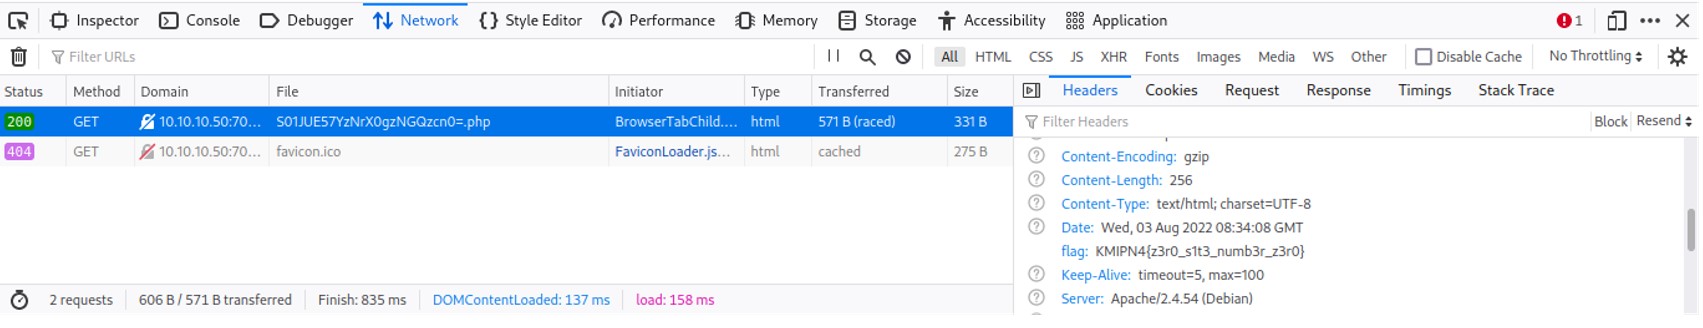 Inspector Console Debugger Network Style Editor Performance Memory Storage Accessibility Application 1
Filter URLs All HTML CSS JS XHR Fonts Images Media WS Other Disable Cache No Throttling
Status Method Domain File Initiator Type Transferred Size
200 GET 10.10.10.50:70... S01JUE57YzNrX0gzNGQzcn0=.php BrowserTabChild.... html 571 B (raced) 331 B
404 GET 10.10.10.50:70... favicon.ico FaviconLoader.js... html cached 275 B
2 requests 606 B / 571 B transferred Finish: 835 ms DOMContentLoaded: 137 ms load: 158 ms
Headers Cookies Request Response Timings Stack Trace
Filter Headers Block Resend
Content-Encoding: gzip
Content-Length: 256
Content-Type: text/html; charset=UTF-8
Date: Wed, 03 Aug 2022 08:34:08 GMT
flag: KMIPN4{z3r0_s1t3_numb3r_z3r0}
Keep-Alive: timeout=5, max=100
Server: Apache/2.4.54 (Debian)